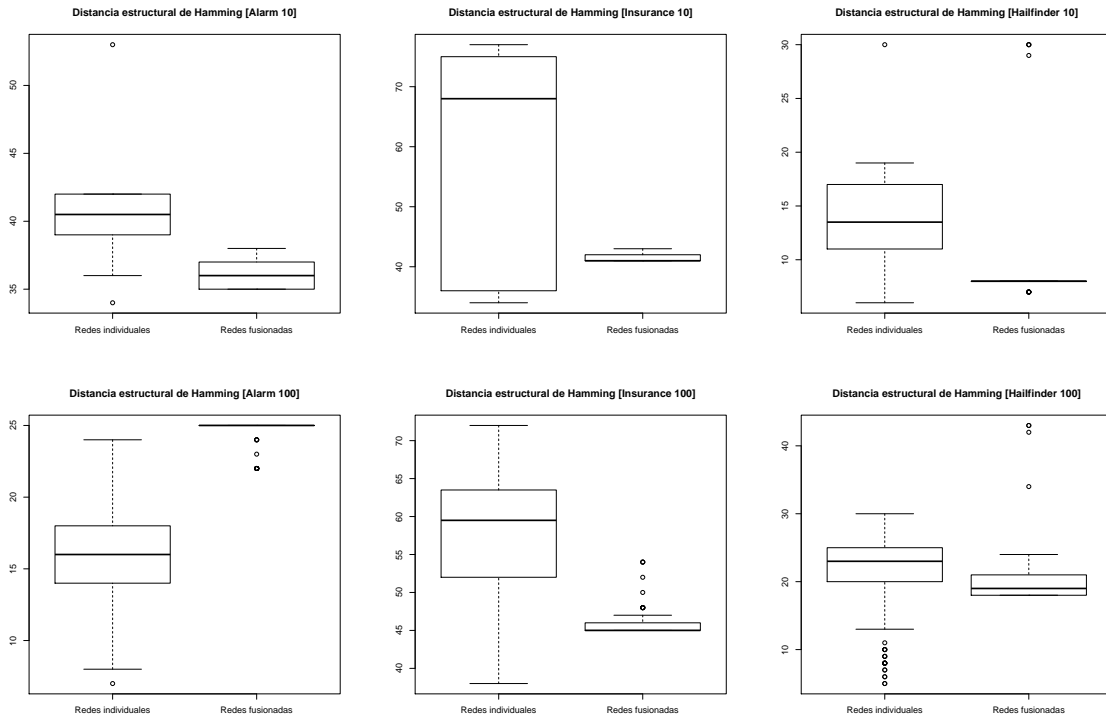 Distancia estructural de Hamming [Alarm 10]
50
45
40
35
Redes individuales
Redes fusionadas
Distancia estructural de Hamming [Insurance 10]
70
60
50
40
Redes individuales
Redes fusionadas
Distancia estructural de Hamming [Hailfinder 10]
30
25
20
15
10
Redes individuales
Redes fusionadas
Distancia estructural de Hamming [Alarm 100]
25
20
15
10
Redes individuales
Redes fusionadas
Distancia estructural de Hamming [Insurance 100]
70
65
60
55
50
45
40
Redes individuales
Redes fusionadas
Distancia estructural de Hamming [Hailfinder 100]
40
30
20
10
Redes individuales
Redes fusionadas